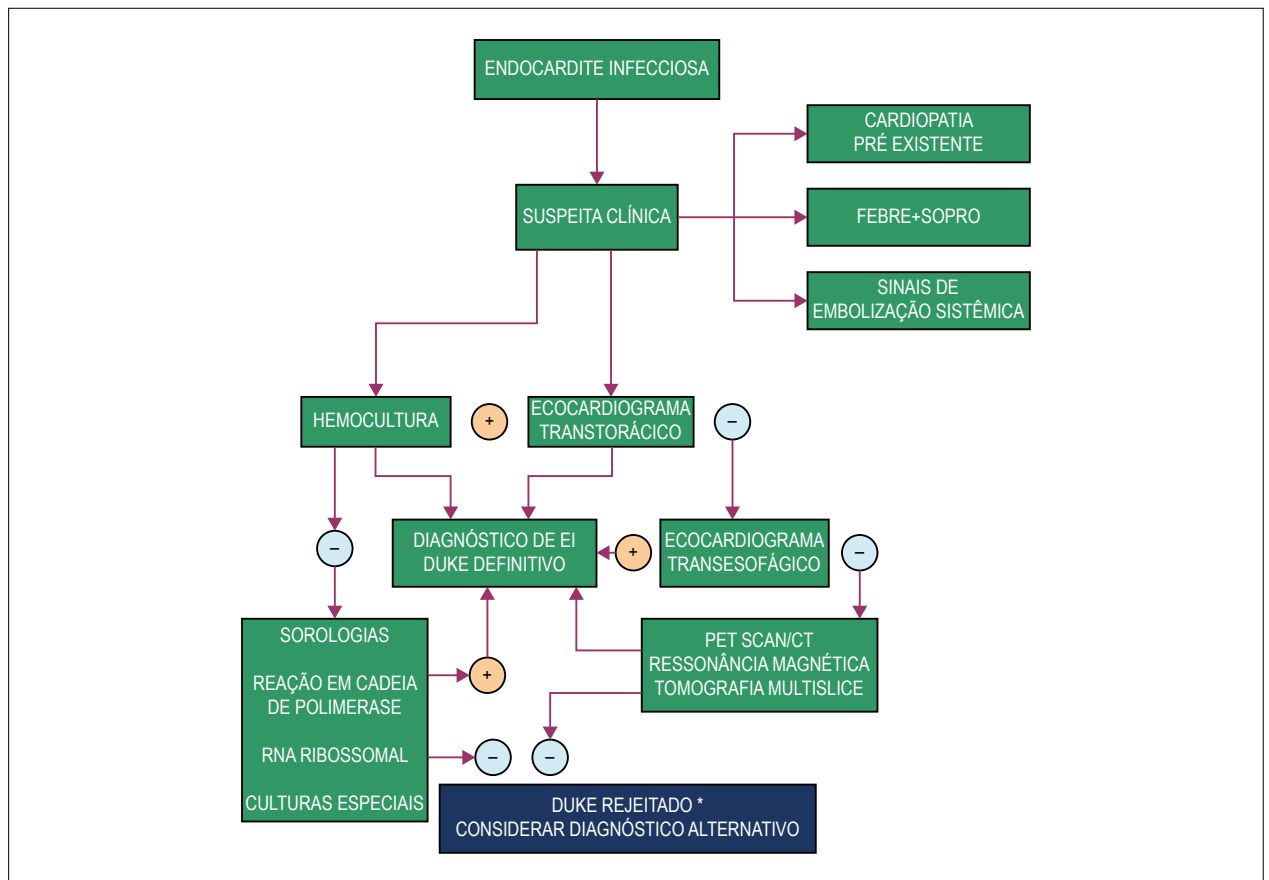 ENDOCARDITE INFECCIOSA
CARDIOPATIA
PRÉ EXISTENTE
SUSPEITA CLÍNICA
FEBRE+SOPRO
SINAIS DE
EMBOLIZAÇÃO SISTÊMICA
HEMOCULTURA
+
ECOCARDIOGRAMA
TRANSTORÁCICO
–
–
DIAGNÓSTICO DE EI
DUKE DEFINITIVO
+
ECOCARDIOGRAMA
TRANSESOFÁGICO
–
SOROLOGIAS
REAÇÃO EM CADEIA
DE POLIMERASE
RNA RIBOSSOMAL
CULTURAS ESPECIAIS
+
–
PET SCAN/CT
RESSONÂNCIA MAGNÉTICA
TOMOGRAFIA MULTISLICE
–
DUKE REJEITADO *
CONSIDERAR DIAGNÓSTICO ALTERNATIVO